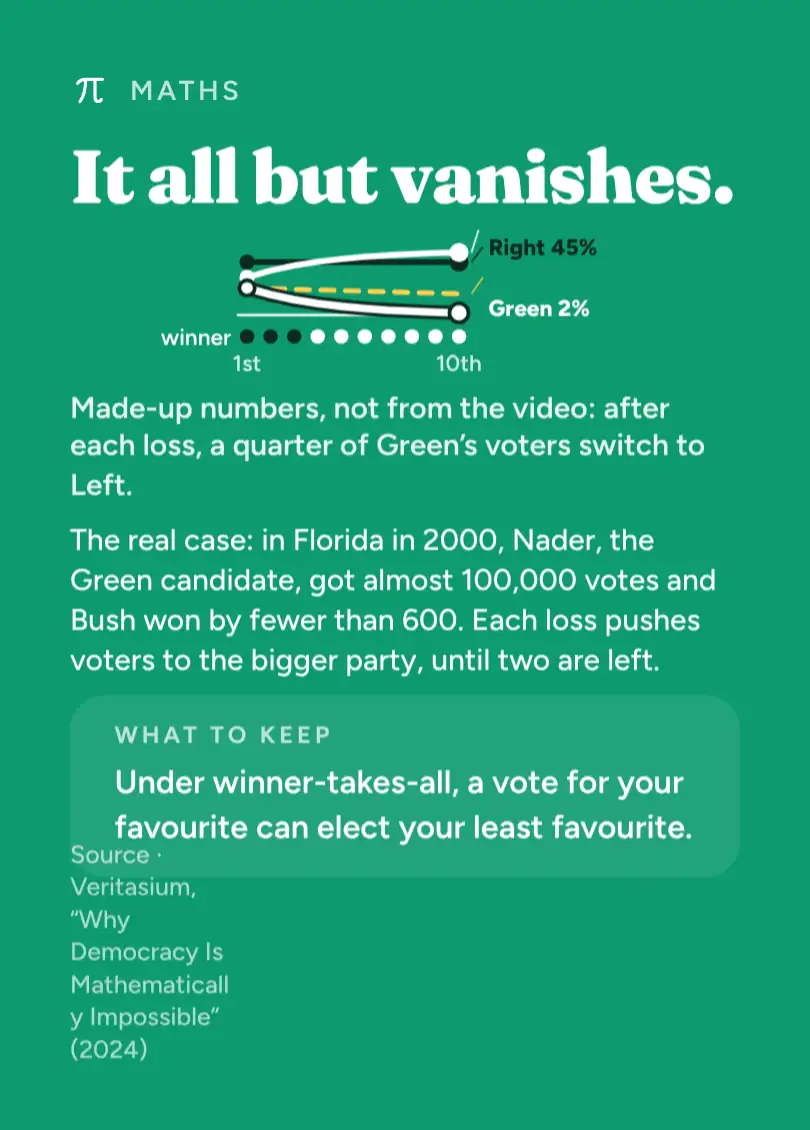 π MATHS
It all but vanishes.
Right 45%
Green 2%
winner
1st 10th
Made-up numbers, not from the video: after
each loss, a quarter of Green’s voters switch to
Left.
The real case: in Florida in 2000, Nader, the
Green candidate, got almost 100,000 votes and
Bush won by fewer than 600. Each loss pushes
voters to the bigger party, until two are left.
WHAT TO KEEP
Under winner-takes-all, a vote for your
favourite can elect your least favourite.
Source ·
Veritasium,
“Why
Democracy Is
Mathematicall
y Impossible”
(2024)